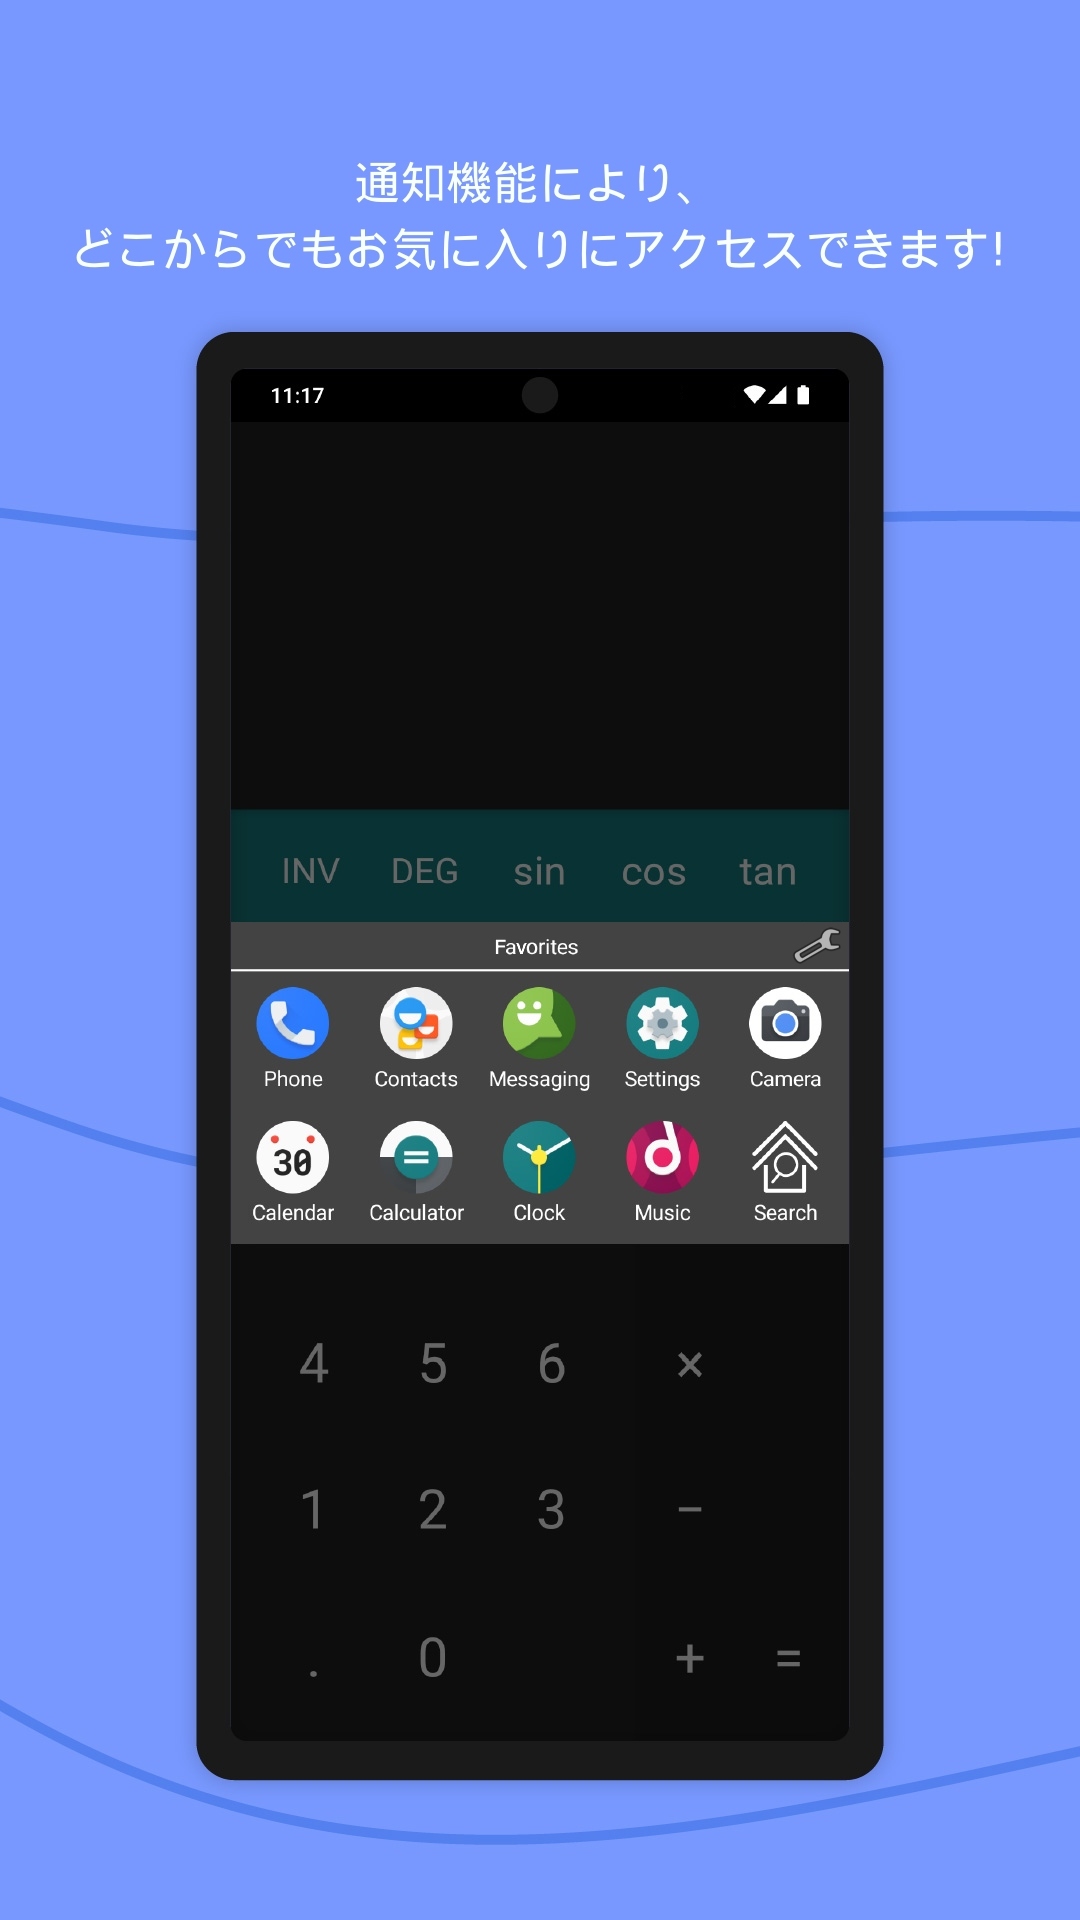 通知機能により、
どこからでもお気に入りにアクセスできます!
11:17
INV DEG sin cos tan
Favorites
Phone Contacts Messaging Settings Camera
30
Calendar Calculator Clock Music Search
4 5 6 ×
1 2 3 −
. 0 + =